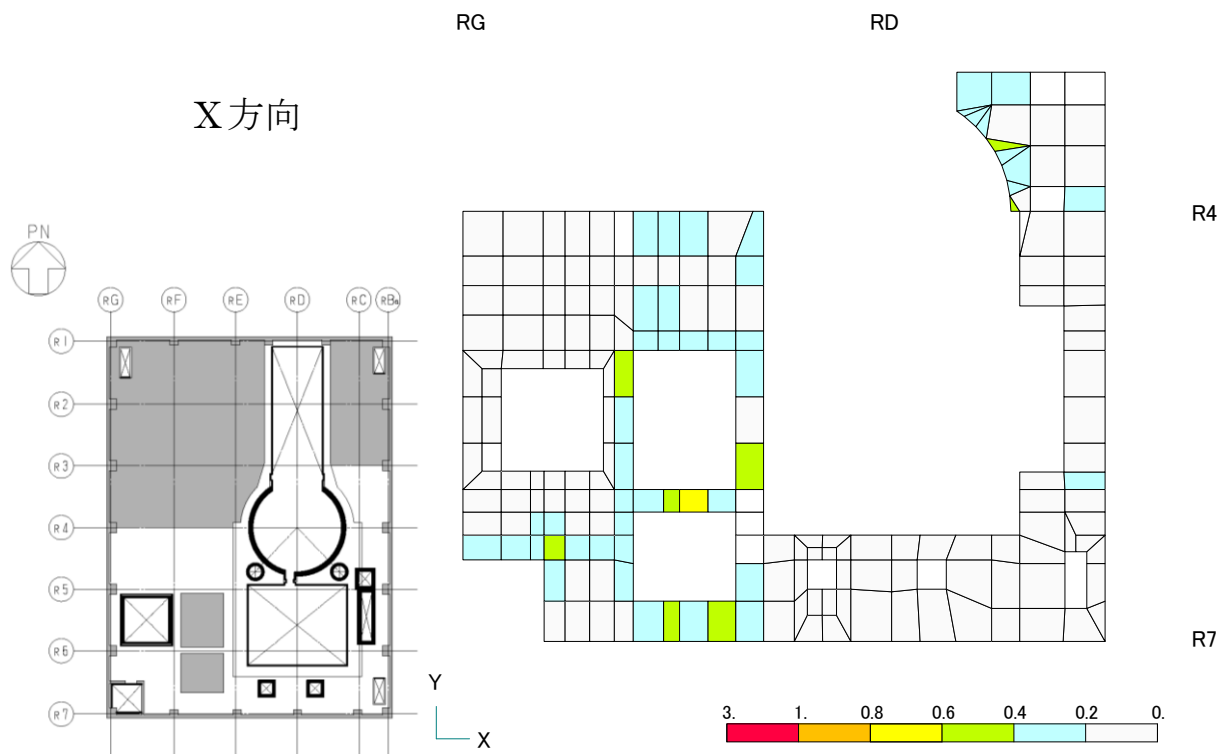 RG RD
X方向
R4
PN
RG RF RE RD RC RBa
R1
R2
R3
R4
R5
R6
R7
R7
Y
X
3. 1. 0.8 0.6 0.4 0.2 0.